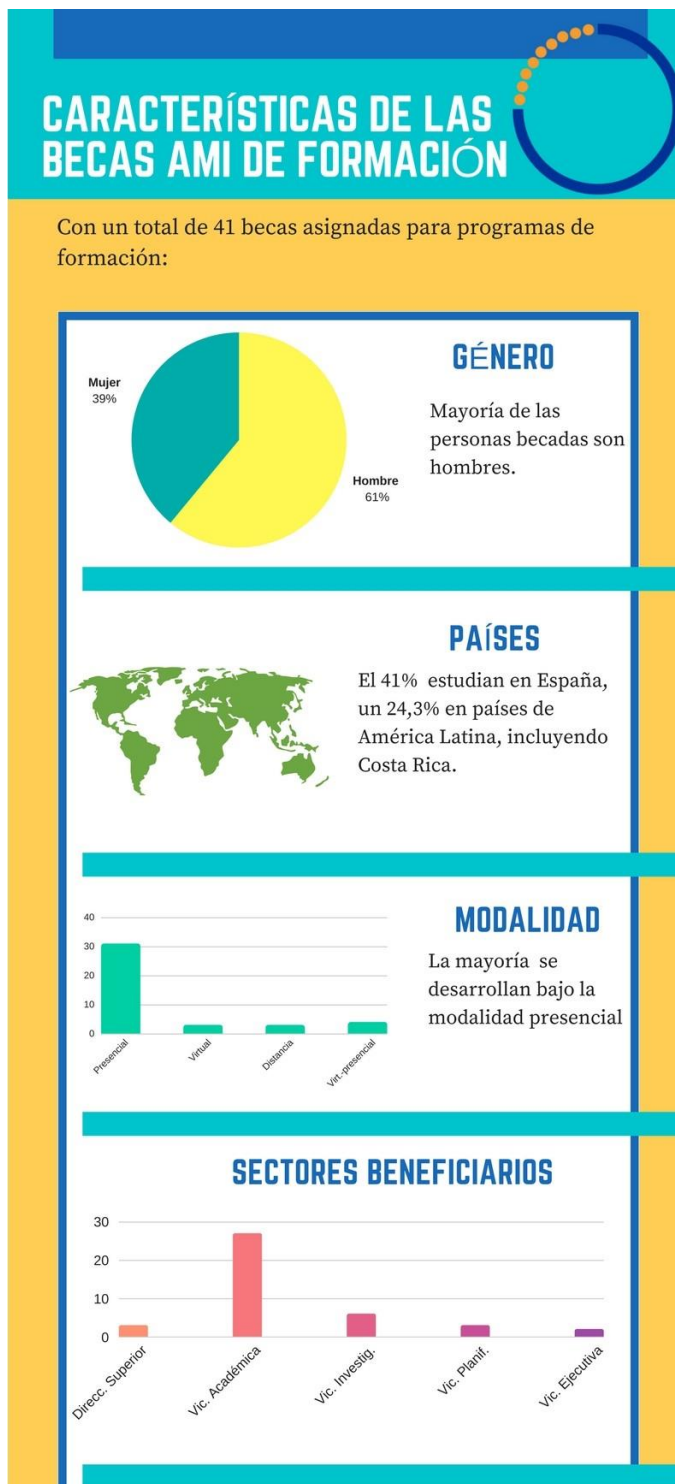 CARACTERÍSTICAS DE LAS
BECAS AMI DE FORMACIÓN
Con un total de 41 becas asignadas para programas de
formación:
GÉNERO
Mujer
39%
Hombre
61%
Mayoría de las
personas becadas son
hombres.
PAÍSES
El 41% estudian en España,
un 24,3% en países de
América Latina, incluyendo
Costa Rica.
MODALIDAD
La mayoría se
desarrollan bajo la
modalidad presencial
40
30
20
10
0
Presencial
Virtual
Distancia
Virt.-presencial
SECTORES BENEFICIARIOS
30
20
10
0
Direcc. Superior
Vic. Académica
Vic. Investig.
Vic. Planif.
Vic. Ejecutiva